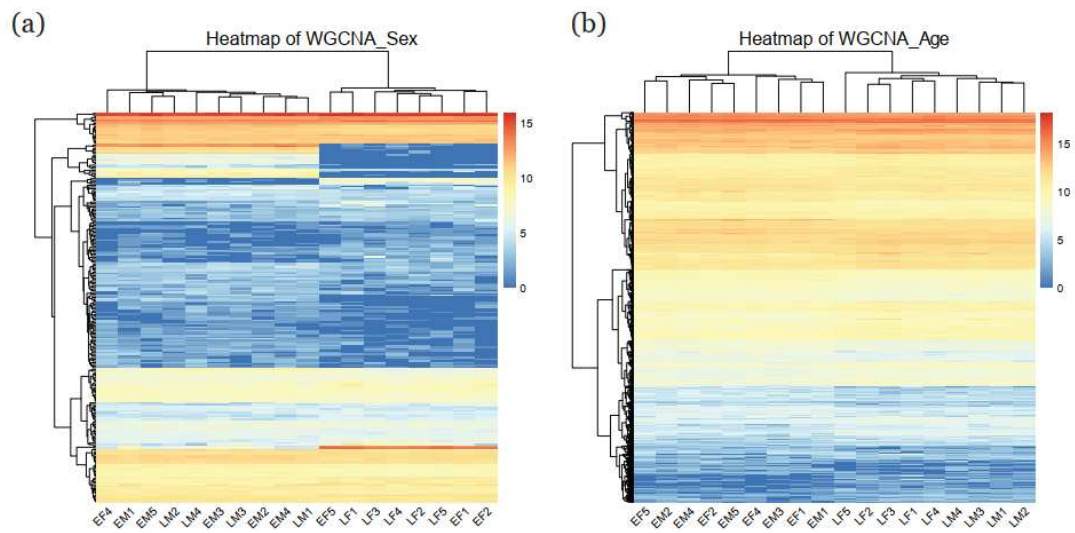 (a)
Heatmap of WGCNA_Sex
15
10
5
0
EF4 EM1 EM5 LM2 LM4 EM3 LM3 EM2 EM4 LM1 EF5 LF1 LF3 LF4 LF2 LF5 EF1 EF2
(b)
Heatmap of WGCNA_Age
15
10
5
0
EF5 EM2 EM4 EF2 EM5 EF4 EM3 EF1 EM1 LF5 LF2 LF3 LF1 LF4 LM4 LM3 LM1 LM2